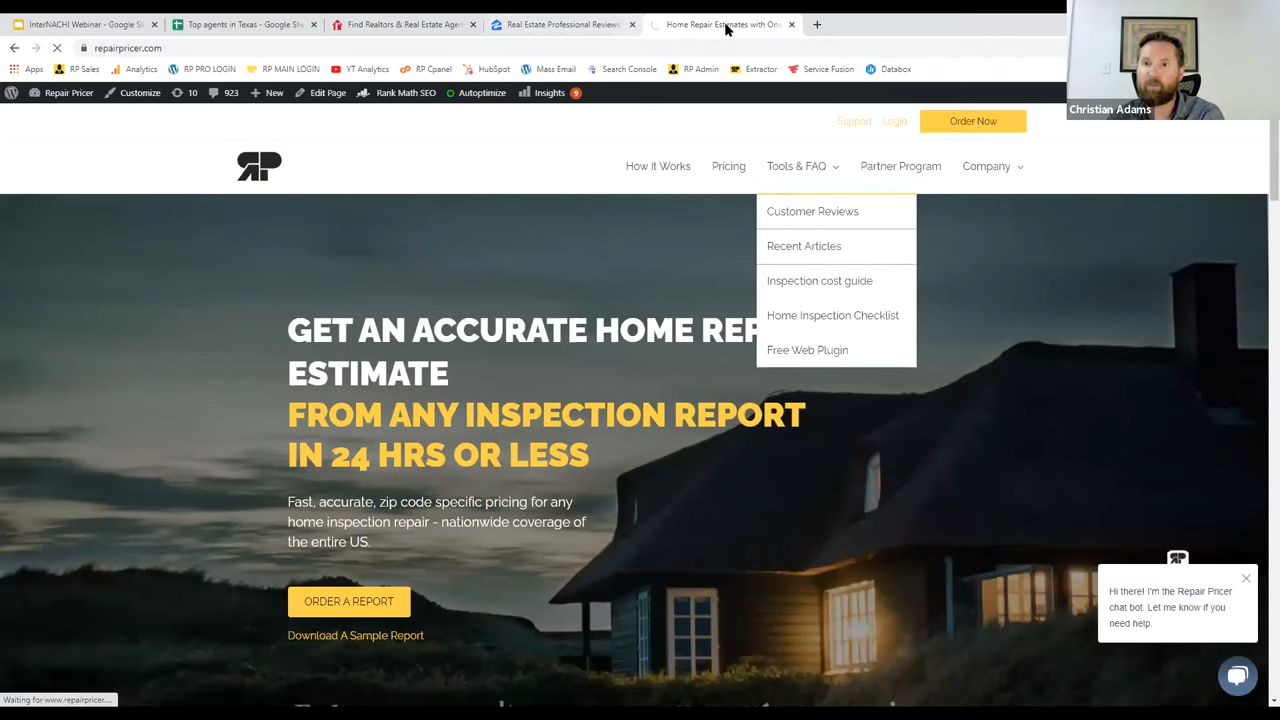 InterNACHI Webinar - Google Sli
Top agents in Texas - Google She
Find Realtors & Real Estate Agen
Real Estate Professional Reviews
Home Repair Estimates with One
repairpricer.com
Apps
RP Sales
Analytics
RP PRO LOGIN
RP MAIN LOGIN
YT Analytics
RP Cpanel
HubSpot
Mass Email
Search Console
RP Admin
Extractor
Service Fusion
Databox
Repair Pricer
Customize
10
923
New
Edit Page
Rank Math SEO
Autoptimize
Insights 9
Christian Adams
Support
Login
Order Now
RP
How It Works
Pricing
Tools & FAQ
Partner Program
Company
Customer Reviews
Recent Articles
Inspection cost guide
Home Inspection Checklist
Free Web Plugin
GET AN ACCURATE HOME REP
ESTIMATE
FROM ANY INSPECTION REPORT
IN 24 HRS OR LESS
Fast, accurate, zip code specific pricing for any
home inspection repair - nationwide coverage of
the entire US.
ORDER A REPORT
Download A Sample Report
Hi there! I'm the Repair Pricer
chat bot. Let me know if you
need help.
Waiting for www.repairpricer....